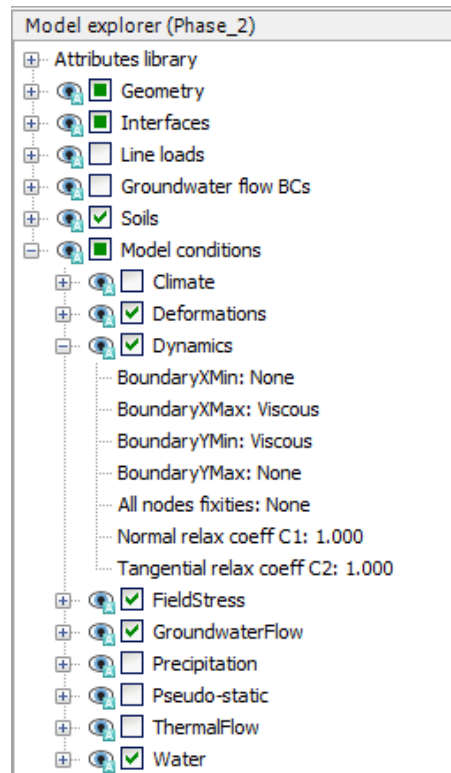 Model explorer (Phase_2)
Attributes library
Geometry
Interfaces
Line loads
Groundwater flow BCs
Soils
Model conditions
Climate
Deformations
Dynamics
BoundaryXMin: None
BoundaryXMax: Viscous
BoundaryYMin: Viscous
BoundaryYMax: None
All nodes fixities: None
Normal relax coeff C1: 1.000
Tangential relax coeff C2: 1.000
FieldStress
GroundwaterFlow
Precipitation
Pseudo-static
ThermalFlow
Water